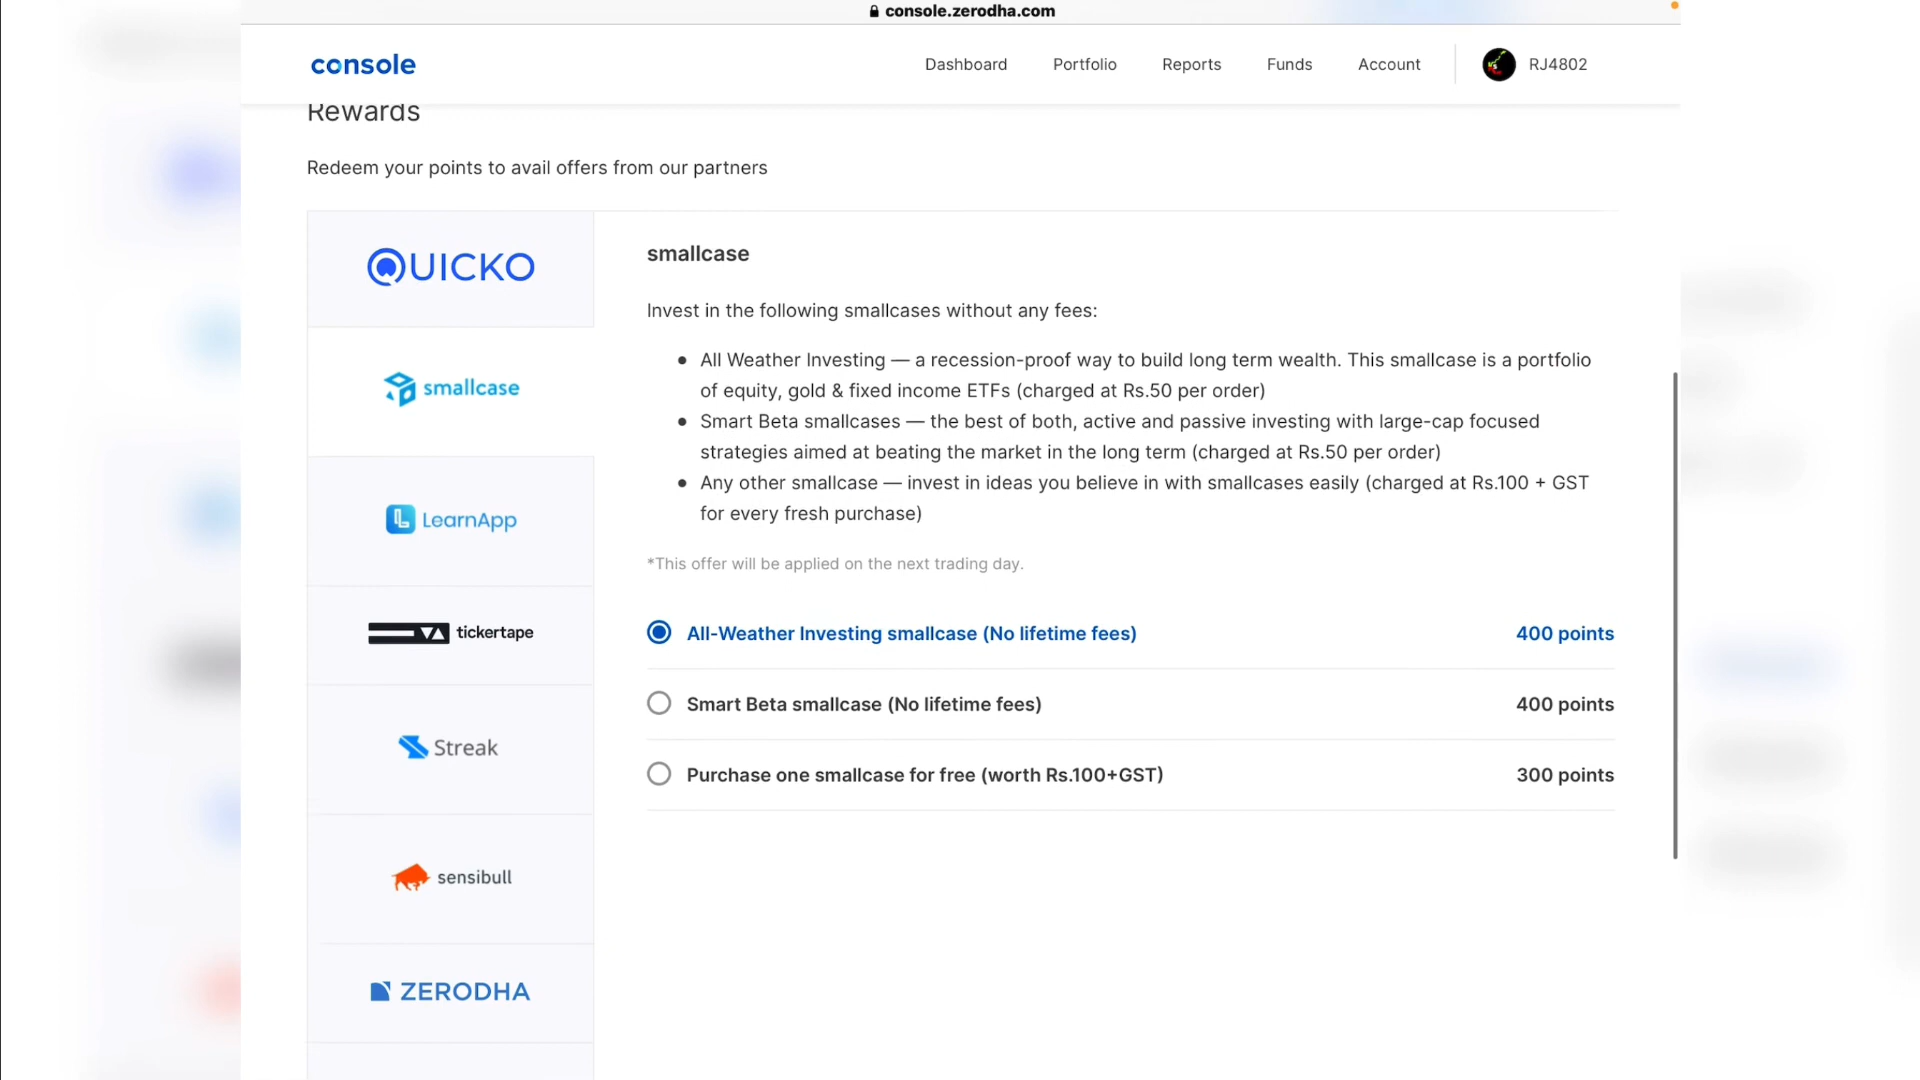 console.zerodha.com
console
Dashboard
Portfolio
Reports
Funds
Account
RJ4802
Rewards
Redeem your points to avail offers from our partners
QUICKO
smallcase
LearnApp
tickertape
Streak
sensibull
ZERODHA
smallcase
Invest in the following smallcases without any fees:
• All Weather Investing — a recession-proof way to build long term wealth. This smallcase is a portfolio
of equity, gold & fixed income ETFs (charged at Rs.50 per order)
• Smart Beta smallcases — the best of both, active and passive investing with large-cap focused
strategies aimed at beating the market in the long term (charged at Rs.50 per order)
• Any other smallcase — invest in ideas you believe in with smallcases easily (charged at Rs.100 + GST
for every fresh purchase)
*This offer will be applied on the next trading day.
All-Weather Investing smallcase (No lifetime fees) 400 points
Smart Beta smallcase (No lifetime fees) 400 points
Purchase one smallcase for free (worth Rs.100+GST) 300 points